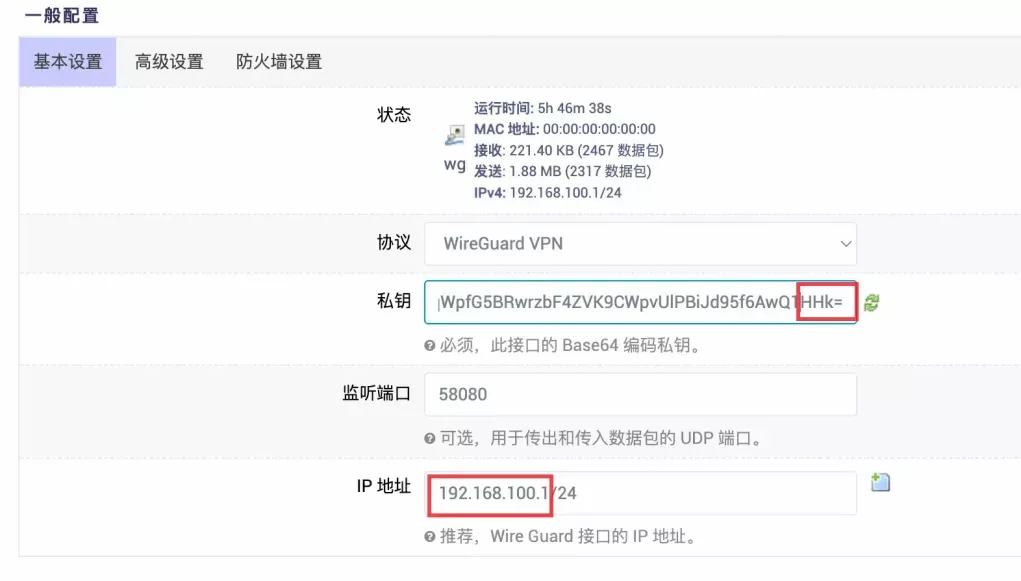 一般配置
基本设置 高级设置 防火墙设置
状态
运行时间: 5h 46m 38s
MAC 地址: 00:00:00:00:00:00
接收: 221.40 KB (2467 数据包)
wg
发送: 1.88 MB (2317 数据包)
IPv4: 192.168.100.1/24
协议 WireGuard VPN
私钥 WpfG5BRwrzbF4ZVK9CWpvUlPBiJd95f6AwQ1HHk=
必须，此接口的 Base64 编码私钥。
监听端口 58080
可选，用于传出和传入数据包的 UDP 端口。
IP 地址 192.168.100.1/24
推荐，Wire Guard 接口的 IP 地址。